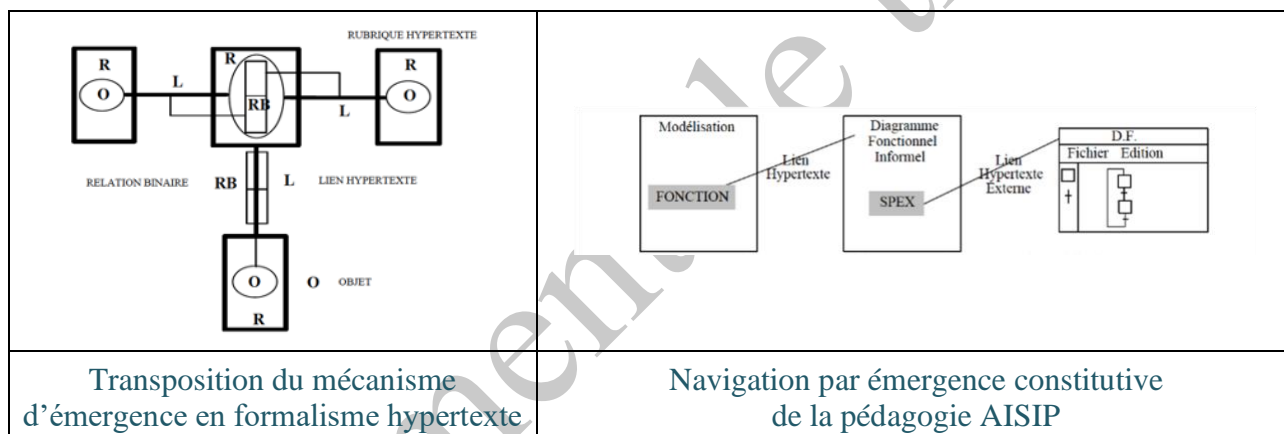 RUBRIQUE HYPERTEXTE
R
R
R
L
O
RB
O
L
RELATION BINAIRE RB L LIEN HYPERTEXTE
O O OBJET
R
Modélisation
FONCTION
Lien
Hypertexte
Diagramme
Fonctionnel
Informel
SPEX
Lien
Hypertexte
Externe
D.F.
Fichier Edition
Transposition du mécanisme
d'émergence en formalisme hypertexte
Navigation par émergence constitutive
de la pédagogie AISIP